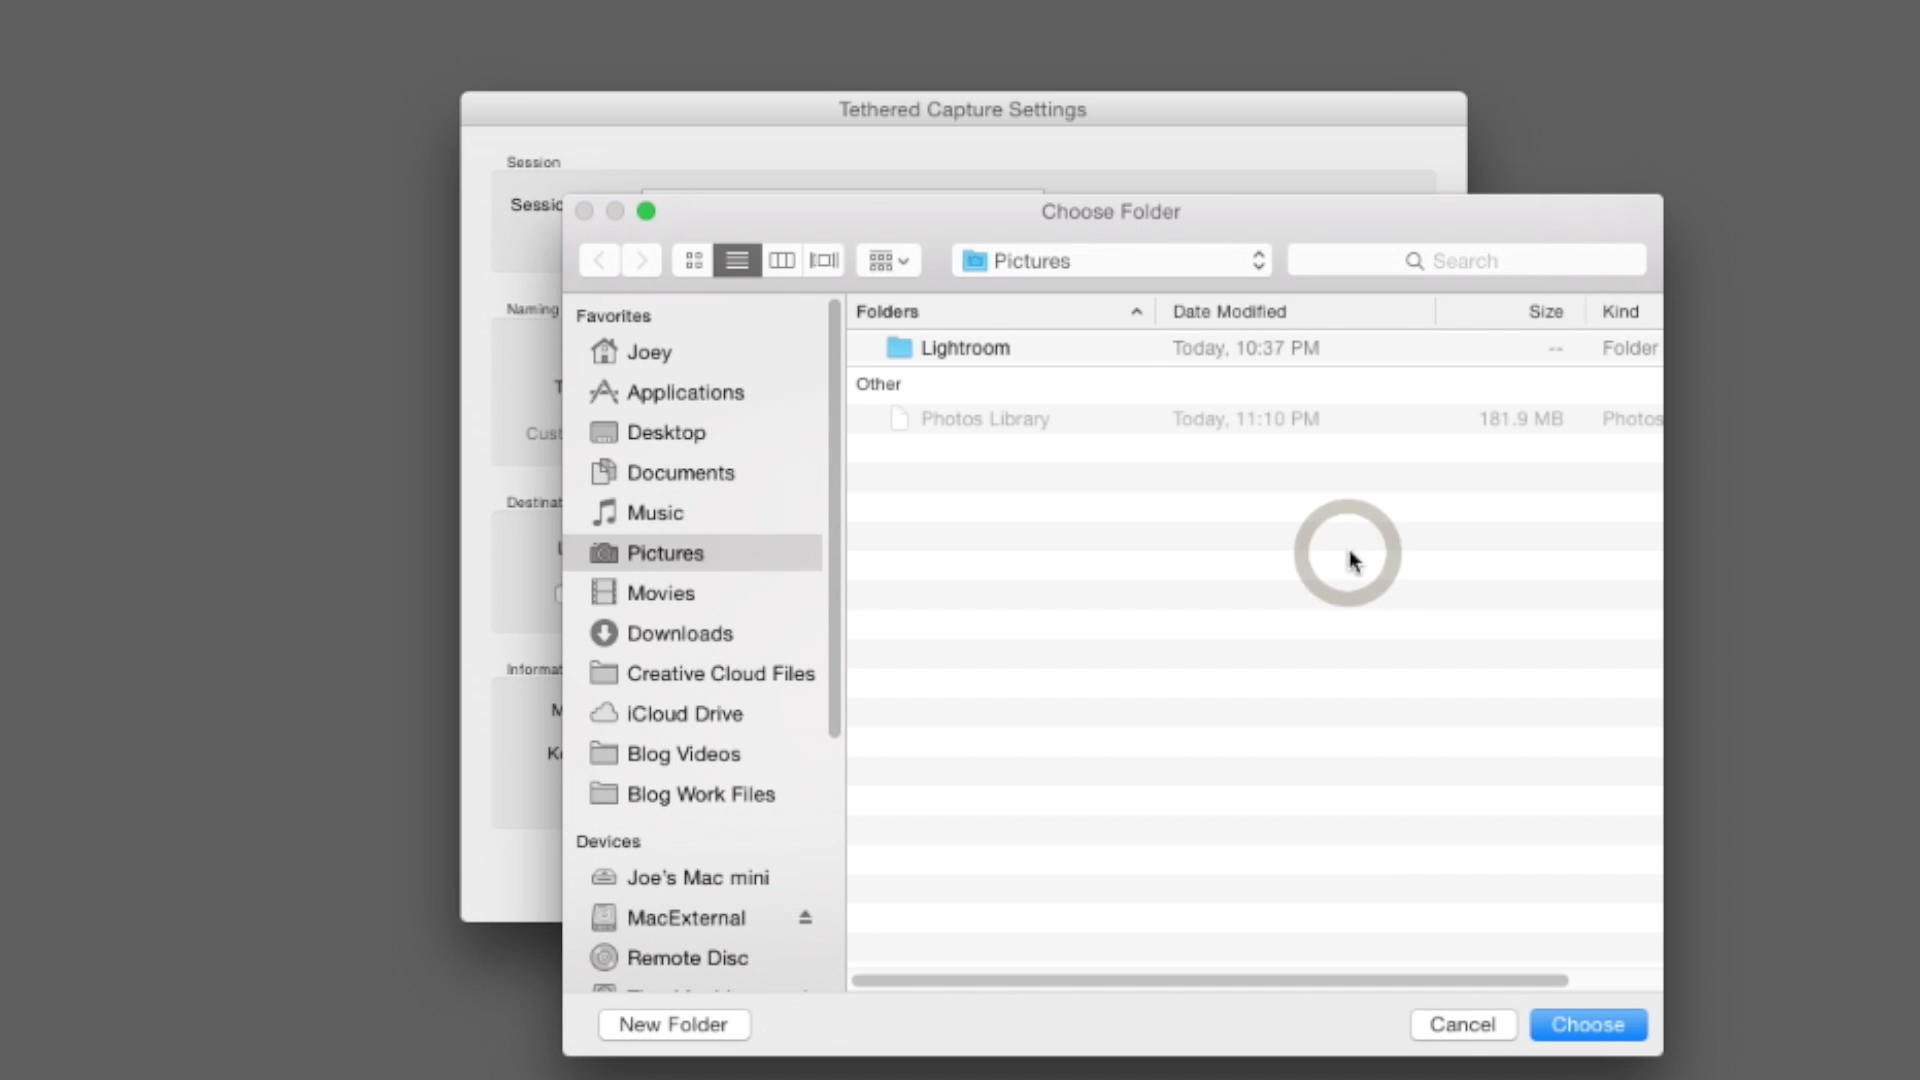 Tethered Capture Settings
Session
Sessio
Choose Folder
Pictures
Search
Naming
Cust
Destinat
Informat
Favorites
Joey
Applications
Desktop
Documents
Music
Pictures
Movies
Downloads
Creative Cloud Files
iCloud Drive
Blog Videos
Blog Work Files
Devices
Joe's Mac mini
MacExternal
Remote Disc
Folders Date Modified Size Kind
Lightroom Today, 10:37 PM -- Folder
Other
Photos Library Today, 11:10 PM 181.9 MB Photos
New Folder Cancel Choose